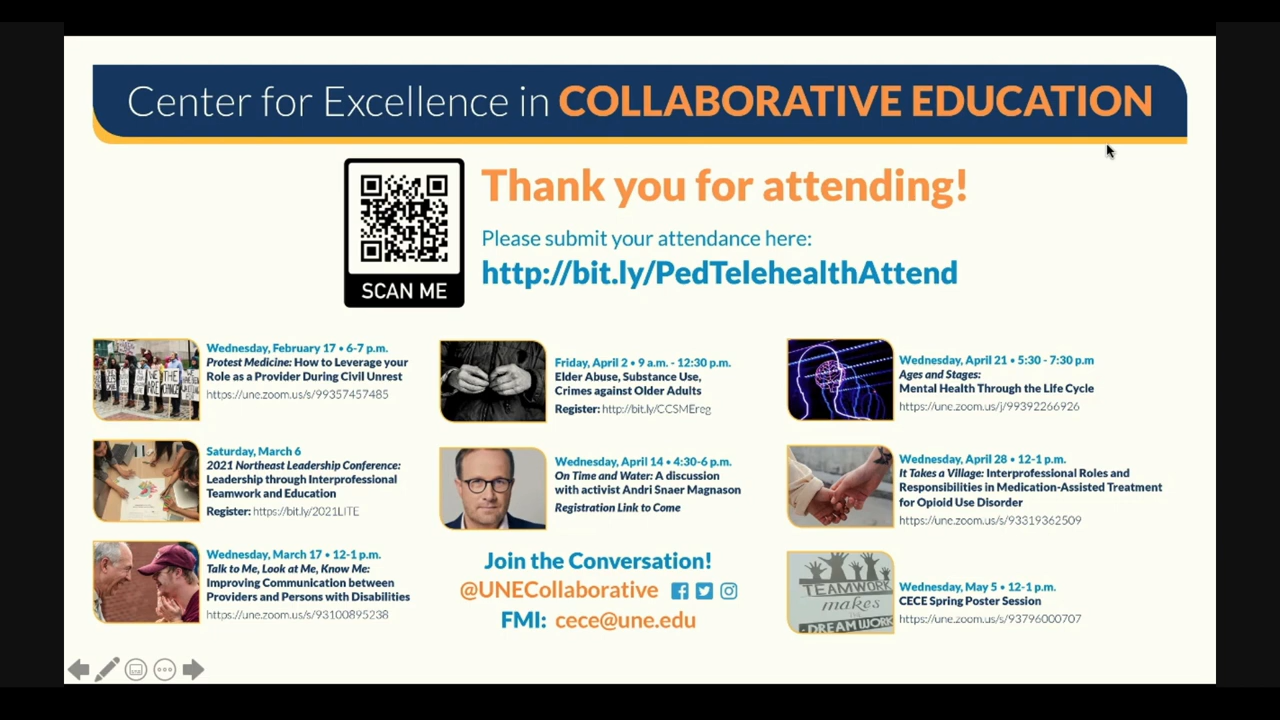 Center for Excellence in COLLABORATIVE EDUCATION
SCAN ME
Thank you for attending!
Please submit your attendance here:
http://bit.ly/PedTelehealthAttend
Wednesday, February 17 • 6-7 p.m.
Protest Medicine: How to Leverage your
Role as a Provider During Civil Unrest
https://une.zoom.us/s/99357457485
Saturday, March 6
2021 Northeast Leadership Conference:
Leadership through Interprofessional
Teamwork and Education
Register: https://bit.ly/2021LITE
Wednesday, March 17 • 12-1 p.m.
Talk to Me, Look at Me, Know Me:
Improving Communication between
Providers and Persons with Disabilities
https://une.zoom.us/s/93100895238
Friday, April 2 • 9 a.m. - 12:30 p.m.
Elder Abuse, Substance Use,
Crimes against Older Adults
Register: http://bit.ly/CCSMEreg
Wednesday, April 14 • 4:30-6 p.m.
On Time and Water: A discussion
with activist Andri Snaer Magnason
Registration Link to Come
Join the Conversation!
@UNECollaborative
FMI: cece@une.edu
Wednesday, April 21 • 5:30 - 7:30 p.m
Ages and Stages:
Mental Health Through the Life Cycle
https://une.zoom.us/j/99392266926
Wednesday, April 28 • 12-1 p.m.
It Takes a Village: Interprofessional Roles and
Responsibilities in Medication-Assisted Treatment
for Opioid Use Disorder
https://une.zoom.us/s/93319362509
TEAMWORK
makes
DREAM WORK
Wednesday, May 5 • 12-1 p.m.
CECE Spring Poster Session
https://une.zoom.us/s/93796000707